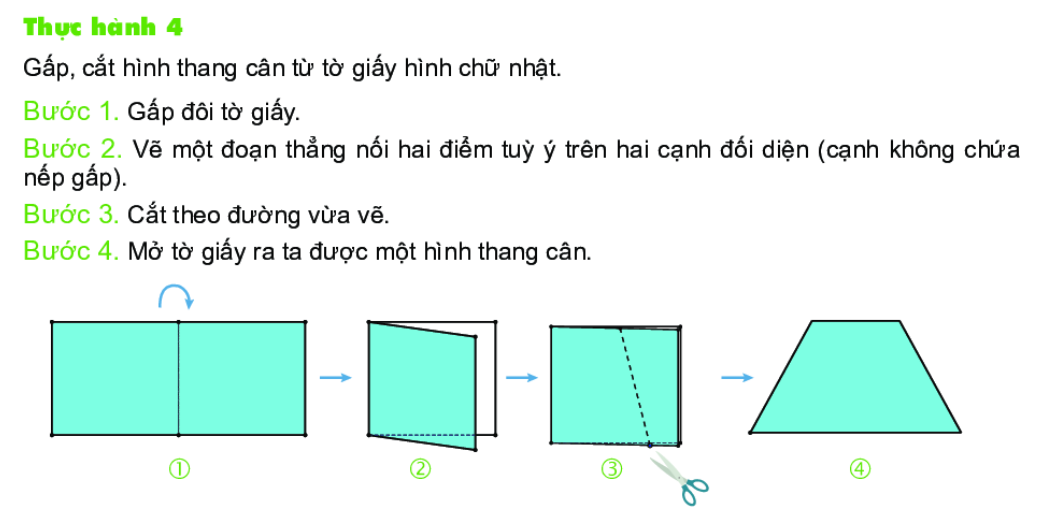 Thực hành 4
Gấp, cắt hình thang cân từ tờ giấy hình chữ nhật.
Bước 1. Gấp đôi tờ giấy.
Bước 2. Vẽ một đoạn thẳng nối hai điểm tuỳ ý trên hai cạnh đối diện (cạnh không chứa
nếp gấp).
Bước 3. Cắt theo đường vừa vẽ.
Bước 4. Mở tờ giấy ra ta được một hình thang cân.
① ② ③ ④